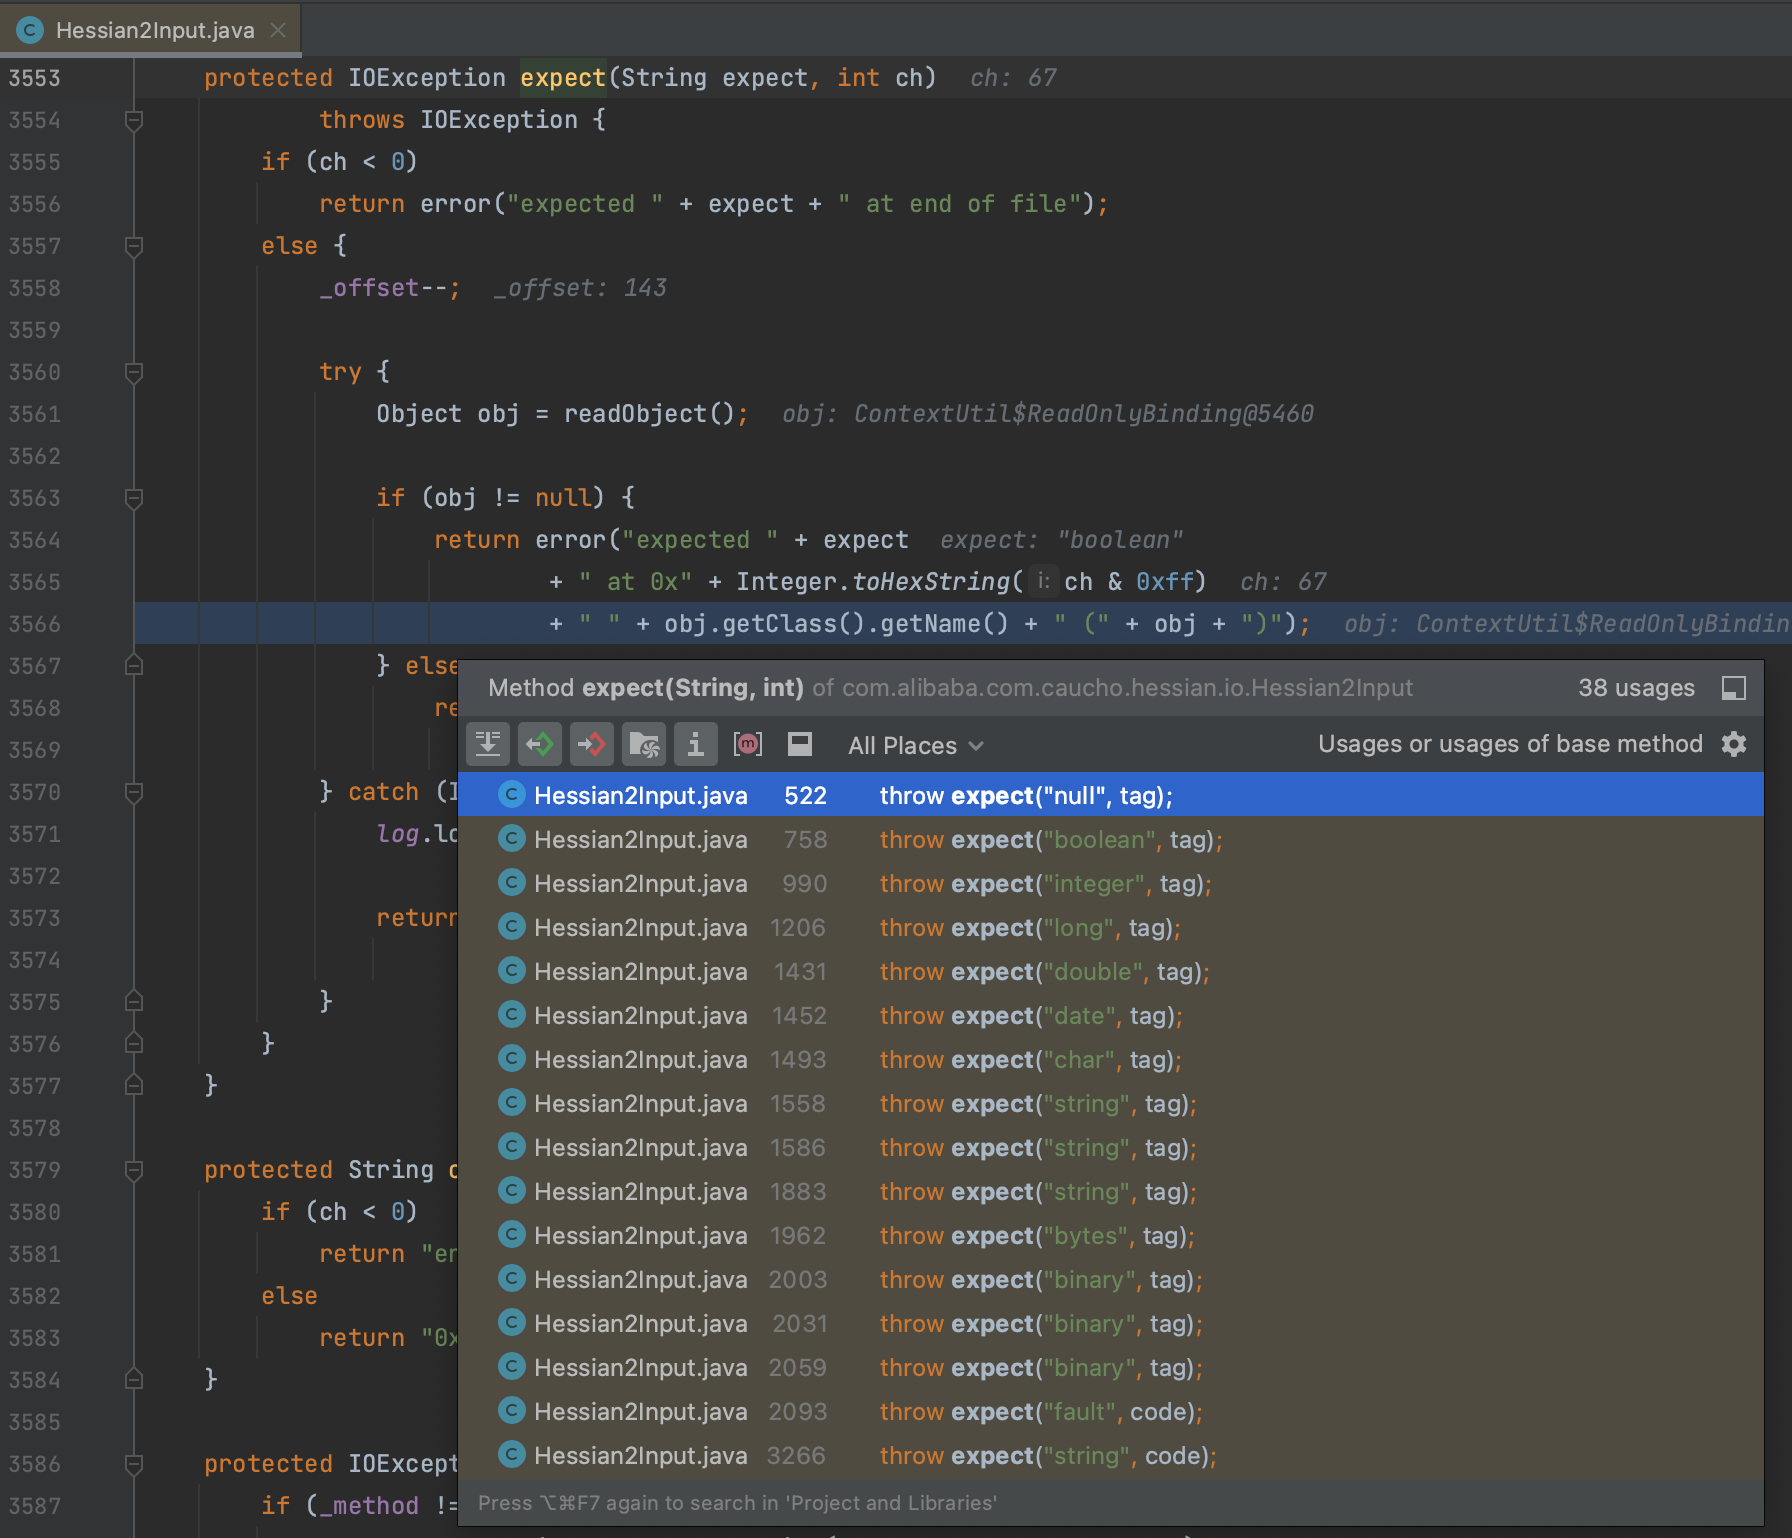 Hessian2Input.java
3553 protected IOException expect(String expect, int ch) ch: 67
3554 throws IOException {
3555 if (ch < 0)
3556 return error("expected " + expect + " at end of file");
3557 else {
3558 _offset--; _offset: 143
3559
3560 try {
3561 Object obj = readObject(); obj: ContextUtil$ReadOnlyBinding@5460
3562
3563 if (obj != null) {
3564 return error("expected " + expect expect: "boolean"
3565 + " at 0x" + Integer.toHexString( i: ch & 0xff) ch: 67
3566 + " " + obj.getClass().getName() + " (" + obj + ")"); obj: ContextUtil$ReadOnlyBindin
3567 } else
3568 re
3569
3570 } catch (I
3571 log.lo
3572
3573 return
3574
3575 }
3576 }
3577 }
3578
3579 protected String c
3580 if (ch < 0)
3581 return "en
3582 else
3583 return "0x
3584 }
3585
3586 protected IOExcept
3587 if (_method !=
Method expect(String, int) of com.alibaba.com.caucho.hessian.io.Hessian2Input 38 usages
All Places Usages or usages of base method
Hessian2Input.java 522 throw expect("null", tag);
Hessian2Input.java 758 throw expect("boolean", tag);
Hessian2Input.java 990 throw expect("integer", tag);
Hessian2Input.java 1206 throw expect("long", tag);
Hessian2Input.java 1431 throw expect("double", tag);
Hessian2Input.java 1452 throw expect("date", tag);
Hessian2Input.java 1493 throw expect("char", tag);
Hessian2Input.java 1558 throw expect("string", tag);
Hessian2Input.java 1586 throw expect("string", tag);
Hessian2Input.java 1883 throw expect("string", tag);
Hessian2Input.java 1962 throw expect("bytes", tag);
Hessian2Input.java 2003 throw expect("binary", tag);
Hessian2Input.java 2031 throw expect("binary", tag);
Hessian2Input.java 2059 throw expect("binary", tag);
Hessian2Input.java 2093 throw expect("fault", code);
Hessian2Input.java 3266 throw expect("string", code);
Press ⌥⌘F7 again to search in 'Project and Libraries'